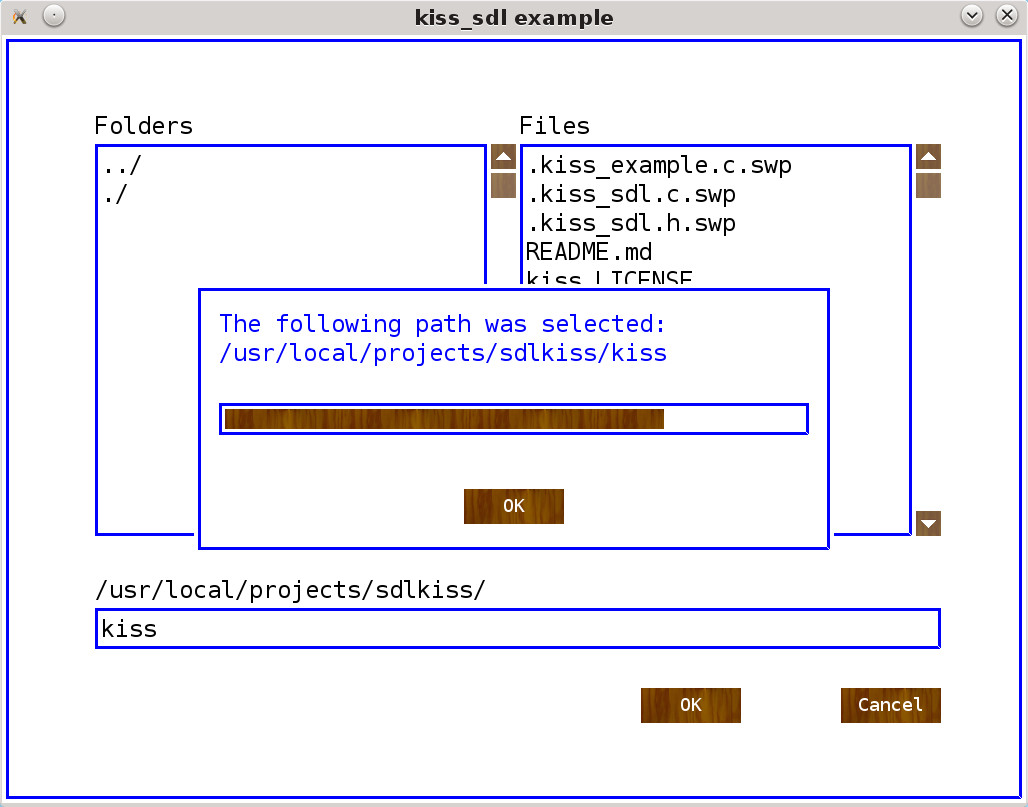 kiss_sdl example
Folders
Files
../
./
.kiss_example.c.swp
.kiss_sdl.c.swp
.kiss_sdl.h.swp
README.md
kiss_LICENSE
The following path was selected:
/usr/local/projects/sdlkiss/kiss
OK
/usr/local/projects/sdlkiss/
kiss
OK
Cancel